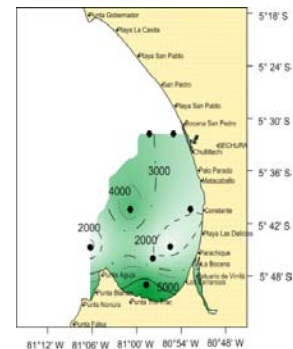 Punta Gobernador
5° 18' S
Playa La Casita
Playa San Pablo
5° 24' S
San Pedro
Playa San Pablo
5° 30' S
Bocana San Pedro
SECHURA
Chulliyachi
3000
5° 36' S
Palo Parado
Matacaballo
4000
Constante
5° 42' S
2000
2000
Playa Las Delicias
Parachique
La Bocana
5° 48' S
Punta Aguja
Estuario de Virrilá
5000
Punta Nonura
Punta Falsa
81°12 W
81°06 W
81°00 W
80°54 W
80°48 W